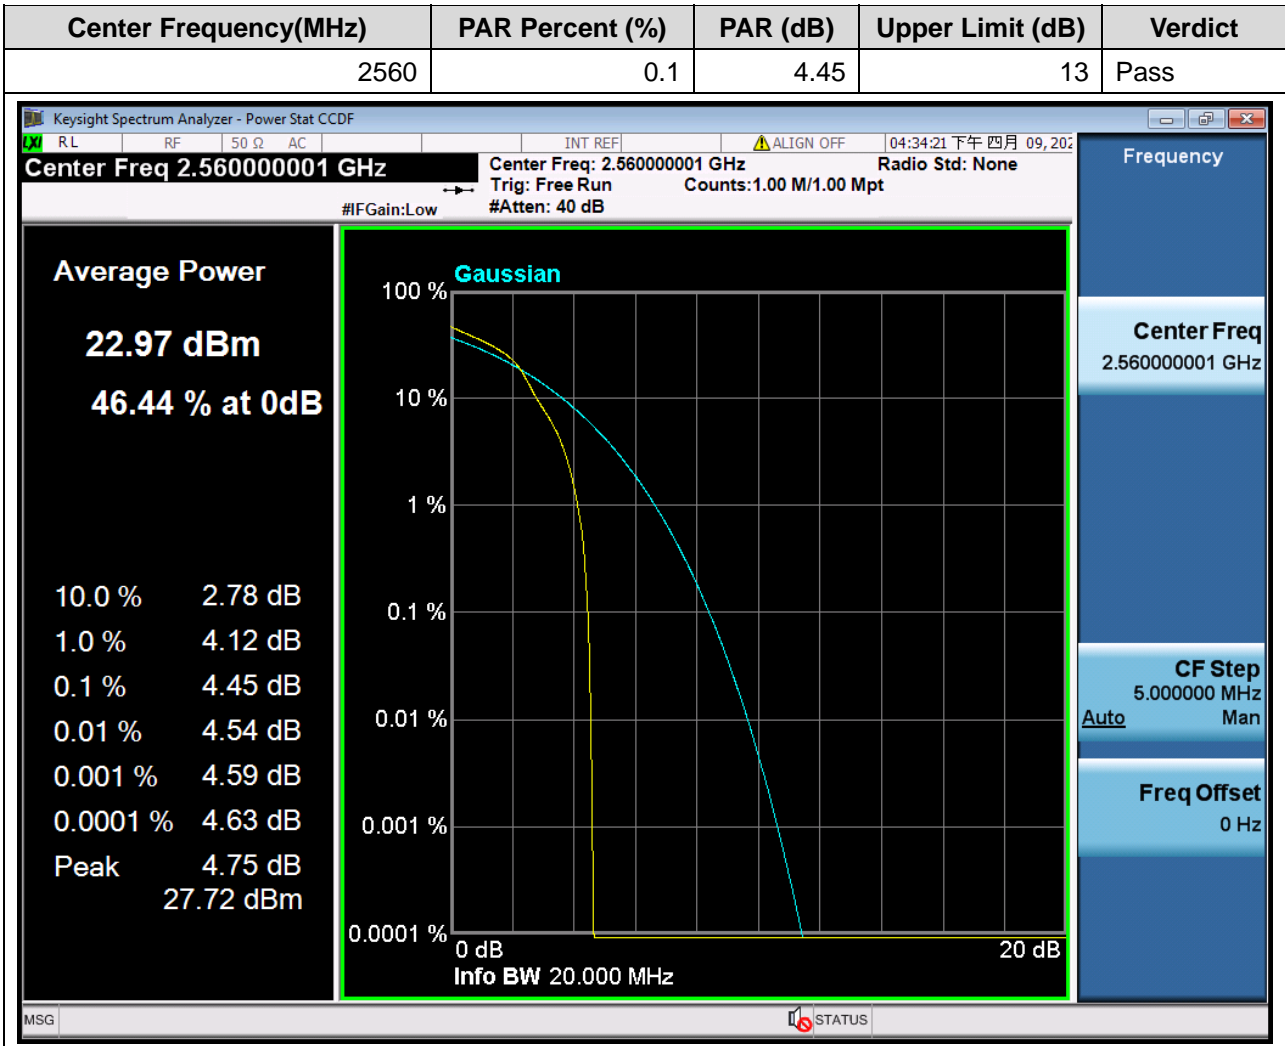 Center Frequency(MHz) PAR Percent (%) PAR (dB) Upper Limit (dB) Verdict
2560 0.1 4.45 13 Pass
Keysight Spectrum Analyzer - Power Stat CCDF
LXI RL RF 50 Ω AC INT REF ALIGN OFF 04:34:21 下午 四月 09, 202
Center Freq 2.560000001 GHz
#IFGain:Low
Center Freq: 2.560000001 GHz Radio Std: None
Trig: Free Run Counts:1.00 M/1.00 Mpt
#Atten: 40 dB
Average Power
22.97 dBm
46.44 % at 0dB
10.0 % 2.78 dB
1.0 % 4.12 dB
0.1 % 4.45 dB
0.01 % 4.54 dB
0.001 % 4.59 dB
0.0001 % 4.63 dB
Peak 4.75 dB
27.72 dBm
Gaussian
100 %
10 %
1 %
0.1 %
0.01 %
0.001 %
0.0001 %
0 dB 20 dB
Info BW 20.000 MHz
Frequency
Center Freq
2.560000001 GHz
CF Step
5.000000 MHz
Auto Man
Freq Offset
0 Hz
MSG STATUS